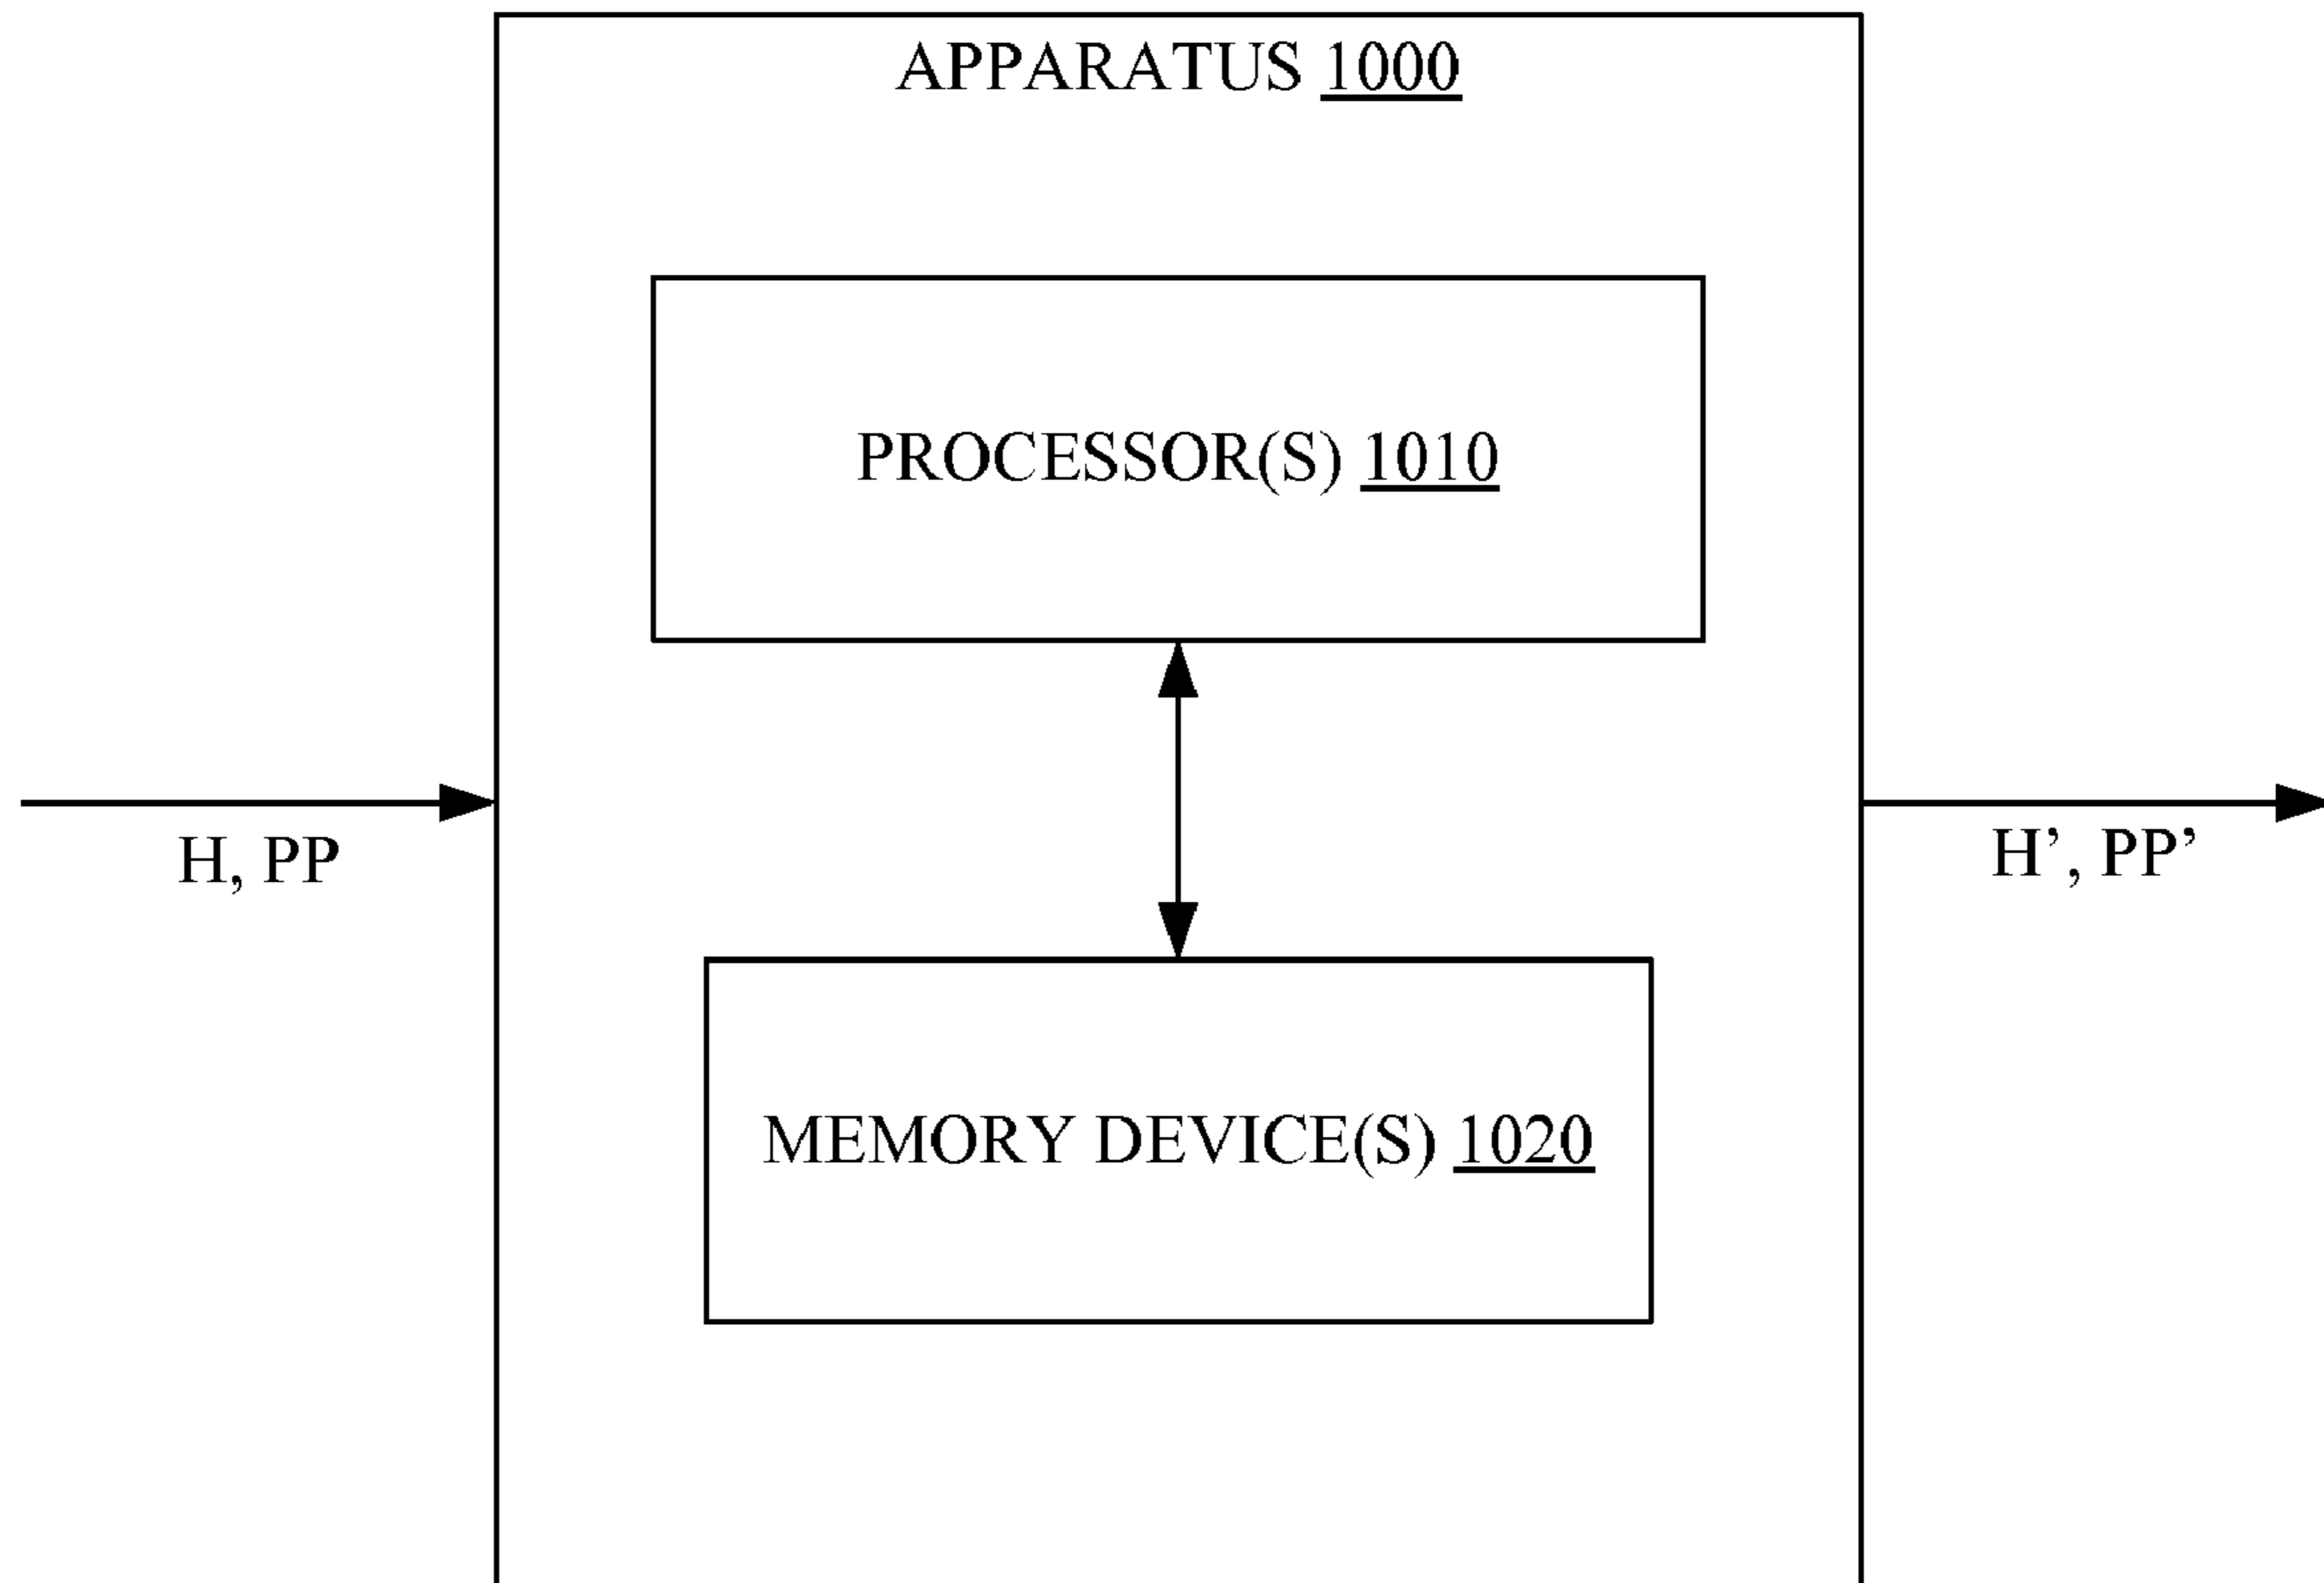 APPARATUS 1000
PROCESSOR(S) 1010
H, PP
H’, PP’
MEMORY DEVICE(S) 1020